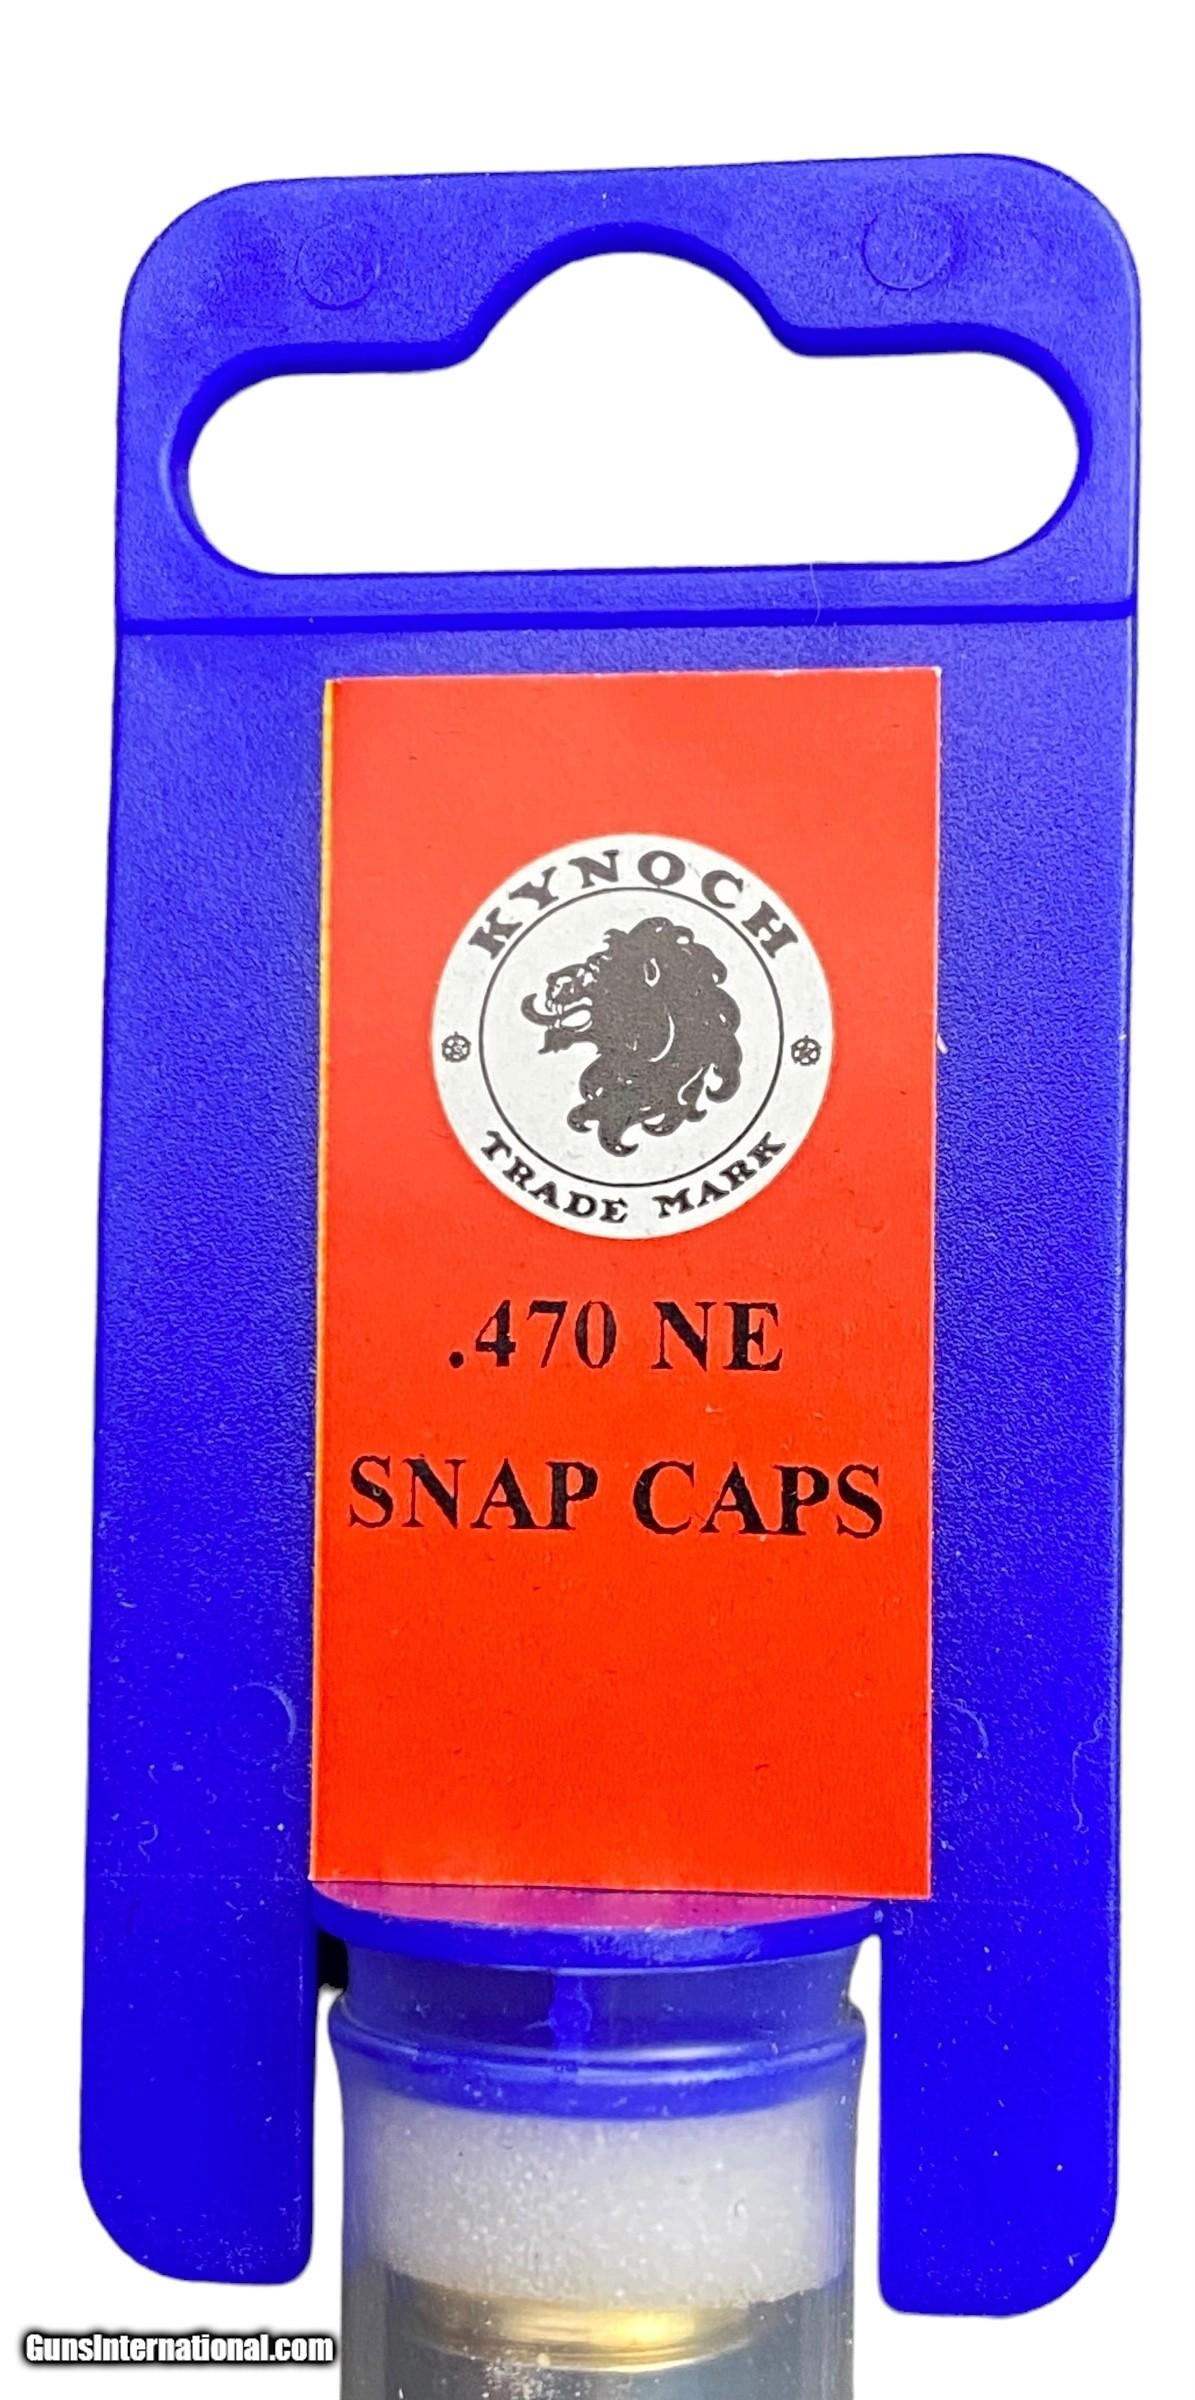 KYNOCH
TRADE MARK
.470 NE
SNAP CAPS
GunsInternational.com